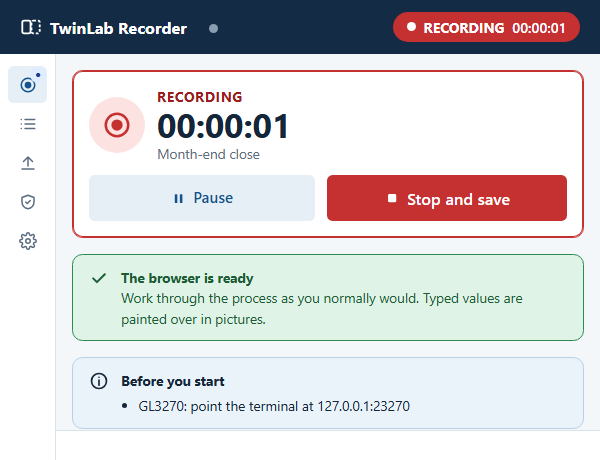 TwinLab Recorder
RECORDING 00:00:01
RECORDING
00:00:01
Month-end close
Pause
Stop and save
The browser is ready
Work through the process as you normally would. Typed values are
painted over in pictures.
Before you start
• GL3270: point the terminal at 127.0.0.1:23270